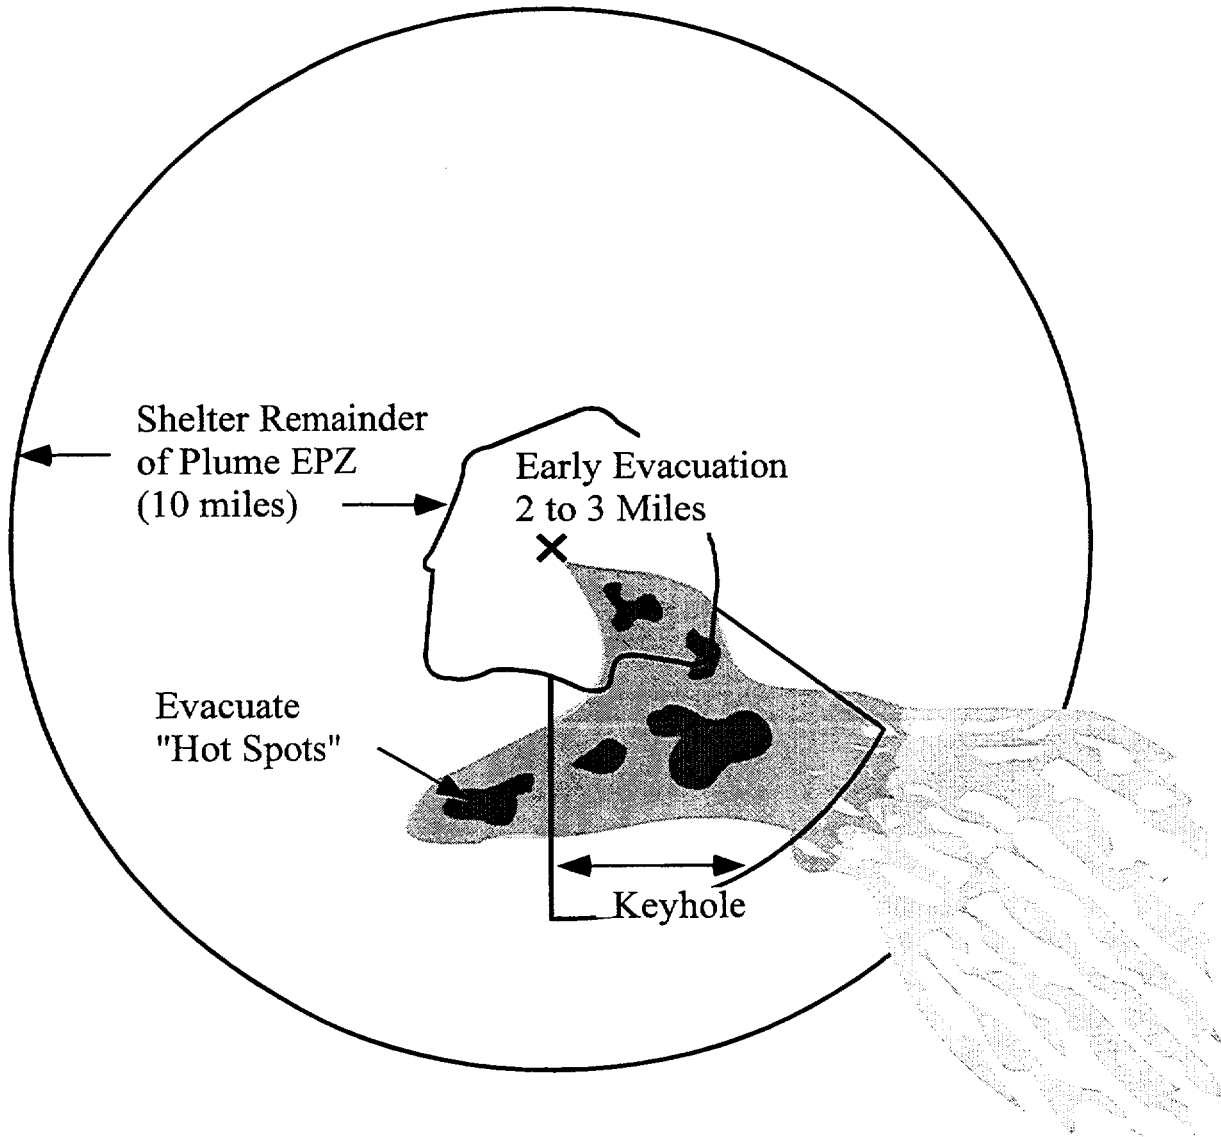 Shelter Remainder
of Plume EPZ
(10 miles)
Early Evacuation
2 to 3 Miles
Evacuate
"Hot Spots"
Keyhole